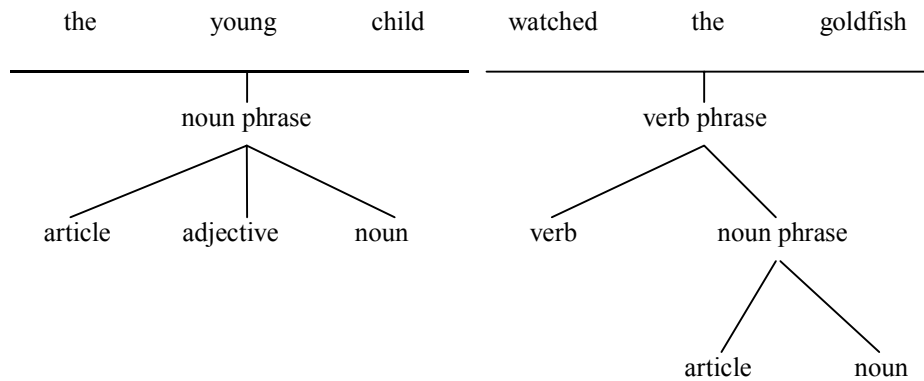 the young child watched the goldfish
noun phrase verb phrase
article adjective noun verb noun phrase
article noun